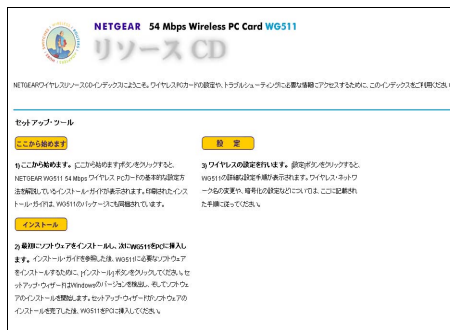 NETGEAR 54 Mbps Wireless PC Card WG511
リソース CD
NETGEARワイヤレスリソースCDインデックスにようこそ。ワイヤレスPCカードの設定や、トラブルシューティングに必要な情報にアクセスするために、このインデックスをご利用くださ
セットアップ・ツール
ここから始めます
1) ここから始めます。 [ここから始めます]ボタンをクリックすると、
NETGEAR WG511 54 Mbps ワイヤレス PCカードの基本的な設定方
法を解説しているインストール・ガイドが表示されます。印刷されたインス
トール・ガイドは、WG511のパッケージにも同梱されています。
インストール
2) 最初にソフトウェアをインストールし、次にWG511をPCに挿入し
ます。 インストール・ガイドを参照した後、WG511に必要なソフトウェア
をインストールするために、[インストール]ボタンをクリックしてください。セ
ットアップ・ウィザードはWindowsのバージョンを検出し、そしてソフトウェ
アのインストールを開始します。セットアップ・ウィザードがソフトウェアの
インストールを完了した後、WG511をPCに挿入してください。
設 定
3) ワイヤレスの設定を行います。 [設定]ボタンをクリックすると、
WG511の詳細な設定手順が表示されます。ワイヤレス・ネットワ
ーク名の変更や、暗号化の設定などについては、ここに記載され
た手順に従ってください。